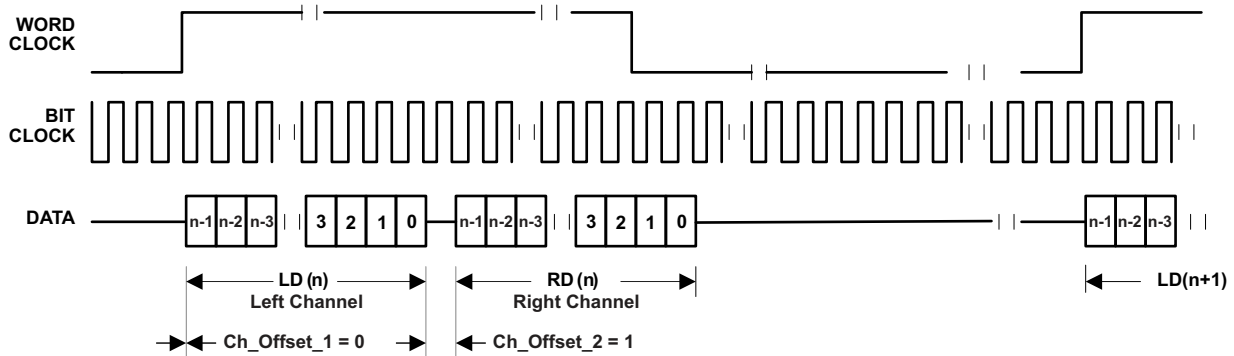 WORD
CLOCK
BIT
CLOCK
DATA
n-1 n-2 n-3 3 2 1 0 n-1 n-2 n-3 3 2 1 0 n-1 n-2 n-3
LD (n) RD (n) LD(n+1)
Left Channel Right Channel
Ch_Offset_1 = 0 Ch_Offset_2 = 1